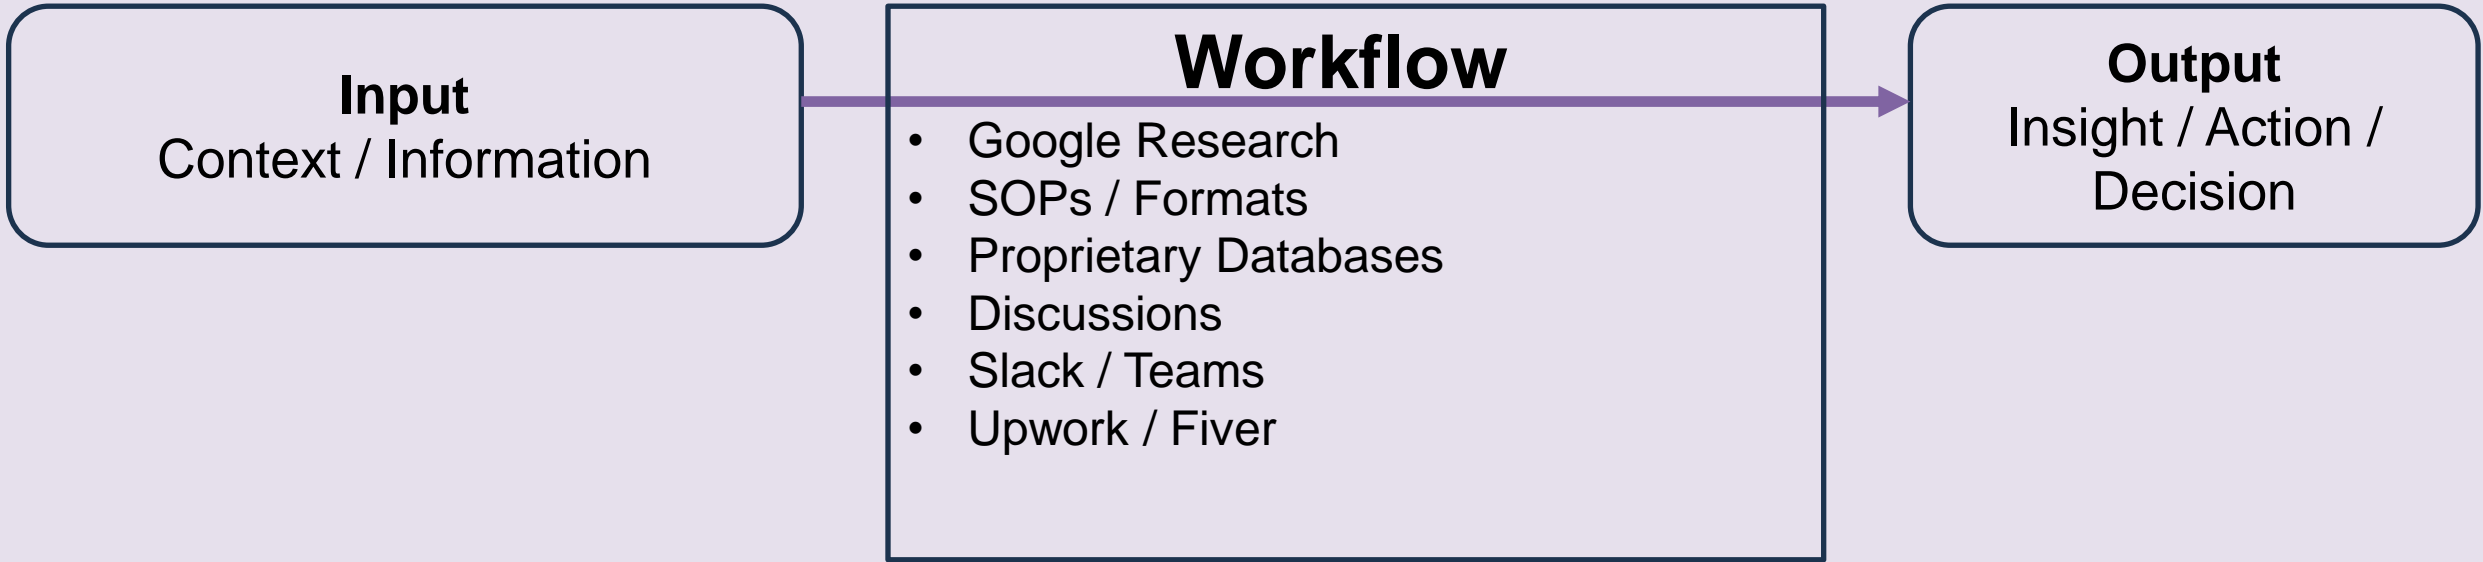 Input
Context / Information
Workflow
• Google Research
• SOPs / Formats
• Proprietary Databases
• Discussions
• Slack / Teams
• Upwork / Fiver
Output
Insight / Action /
Decision